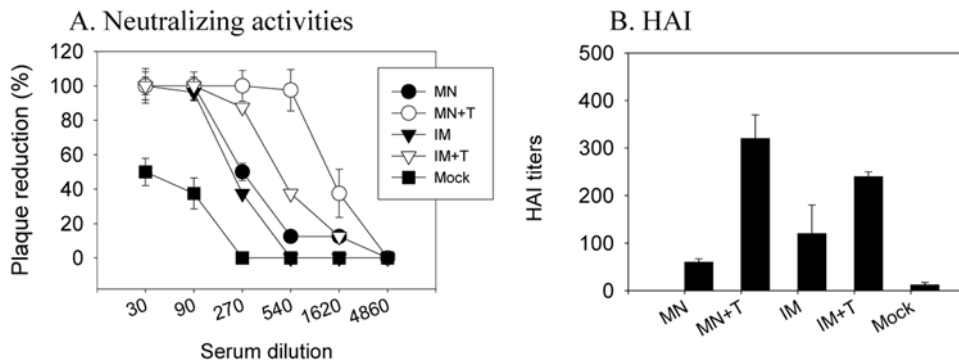 A. Neutralizing activities
120
100
80
60
40
20
0
Plaque reduction (%)
MN
MN+T
IM
IM+T
Mock
30 90 270 540 1620 4860
Serum dilution
B. HAI
500
400
300
200
100
0
HAI titers
MN MN+T IM IM+T Mock